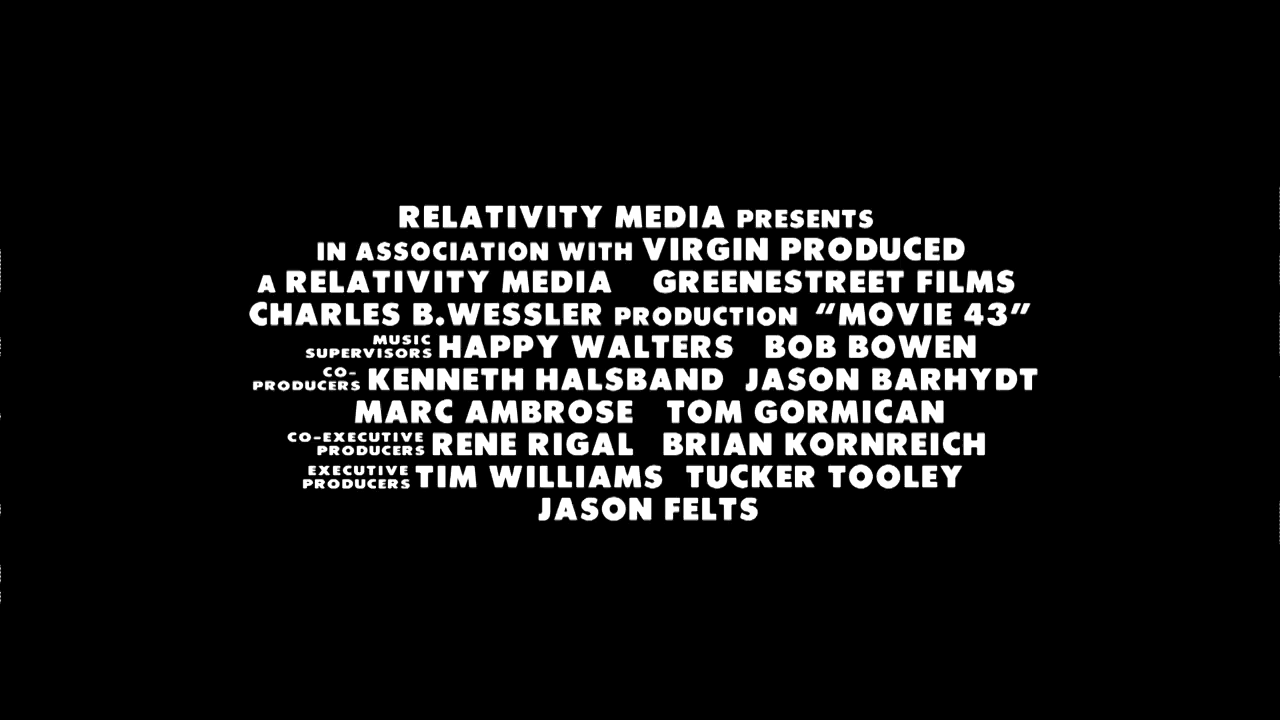 RELATIVITY MEDIA PRESENTS
IN ASSOCIATION WITH VIRGIN PRODUCED
A RELATIVITY MEDIA GREENESTREET FILMS
CHARLES B.WESSLER PRODUCTION “MOVIE 43”
MUSIC SUPERVISORS HAPPY WALTERS BOB BOWEN
CO-PRODUCERS KENNETH HALSBAND JASON BARHYDT
MARC AMBROSE TOM GORMICAN
CO-EXECUTIVE PRODUCERS RENE RIGAL BRIAN KORNREICH
EXECUTIVE PRODUCERS TIM WILLIAMS TUCKER TOOLEY
JASON FELTS